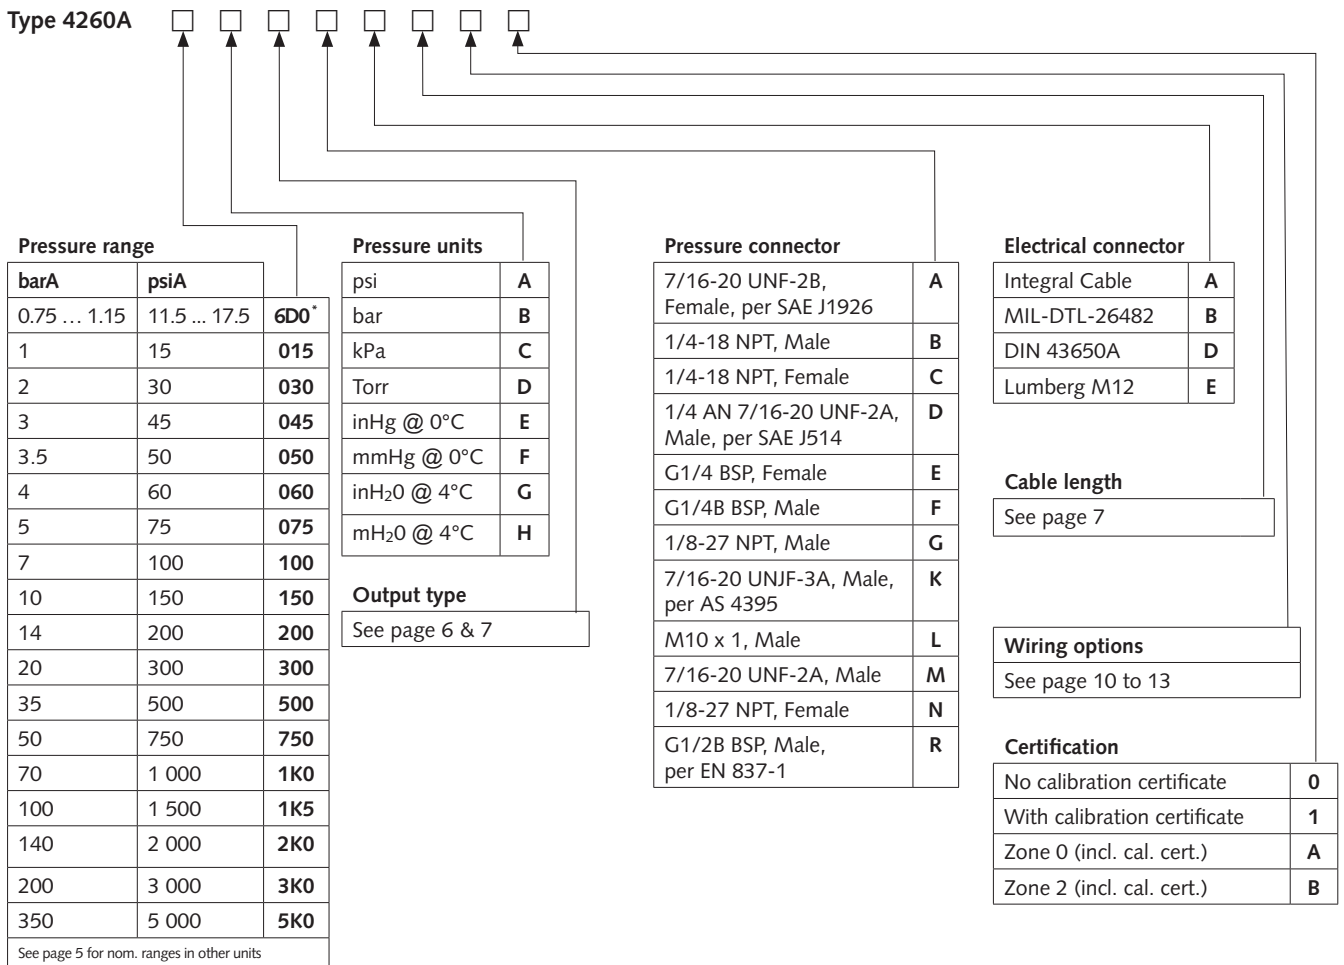 Type 4260A
Pressure range
barA psiA
0.75 … 1.15 11.5 ... 17.5 6D0*
1 15 015
2 30 030
3 45 045
3.5 50 050
4 60 060
5 75 075
7 100 100
10 150 150
14 200 200
20 300 300
35 500 500
50 750 750
70 1 000 1K0
100 1 500 1K5
140 2 000 2K0
200 3 000 3K0
350 5 000 5K0
See page 5 for nom. ranges in other units
Pressure units
psi A
bar B
kPa C
Torr D
inHg @ 0°C E
mmHg @ 0°C F
inH20 @ 4°C G
mH20 @ 4°C H
Output type
See page 6 & 7
Pressure connector
7/16-20 UNF-2B, A
Female, per SAE J1926
1/4-18 NPT, Male B
1/4-18 NPT, Female C
1/4 AN 7/16-20 UNF-2A, D
Male, per SAE J514
G1/4 BSP, Female E
G1/4B BSP, Male F
1/8-27 NPT, Male G
7/16-20 UNJF-3A, Male, K
per AS 4395
M10 x 1, Male L
7/16-20 UNF-2A, Male M
1/8-27 NPT, Female N
G1/2B BSP, Male, R
per EN 837-1
Electrical connector
Integral Cable A
MIL-DTL-26482 B
DIN 43650A D
Lumberg M12 E
Cable length
See page 7
Wiring options
See page 10 to 13
Certification
No calibration certificate 0
With calibration certificate 1
Zone 0 (incl. cal. cert.) A
Zone 2 (incl. cal. cert.) B